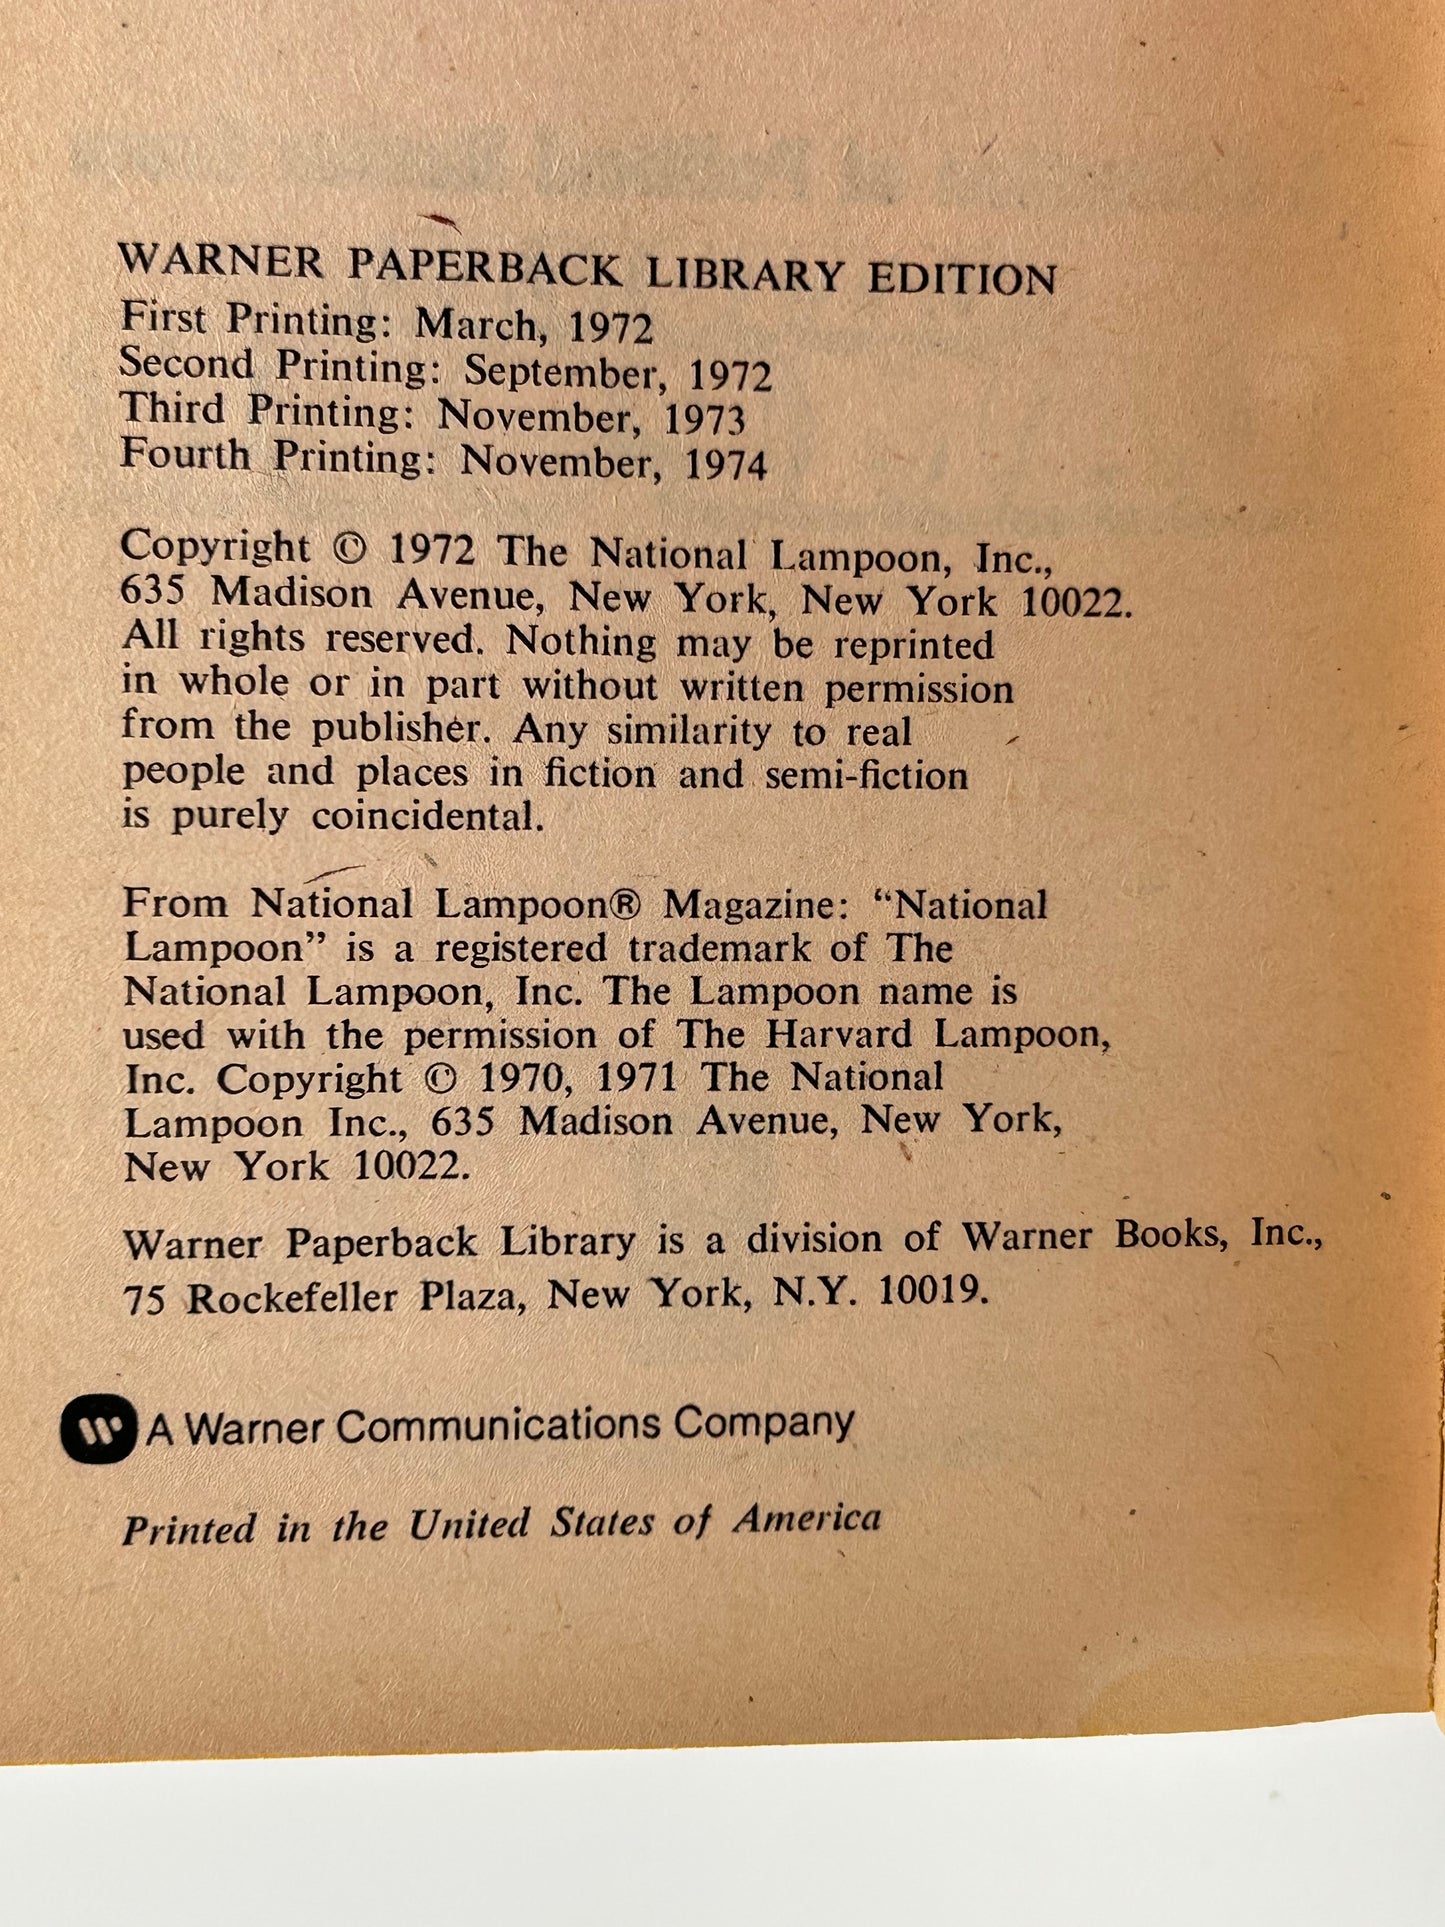 WARNER PAPERBACK LIBRARY EDITION
First Printing: March, 1972
Second Printing: September, 1972
Third Printing: November, 1973
Fourth Printing: November, 1974
Copyright © 1972 The National Lampoon, Inc.,
635 Madison Avenue, New York, New York 10022.
All rights reserved. Nothing may be reprinted
in whole or in part without written permission
from the publisher. Any similarity to real
people and places in fiction and semi-fiction
is purely coincidental.
From National Lampoon® Magazine: “National
Lampoon” is a registered trademark of The
National Lampoon, Inc. The Lampoon name is
used with the permission of The Harvard Lampoon,
Inc. Copyright © 1970, 1971 The National
Lampoon Inc., 635 Madison Avenue, New York,
New York 10022.
Warner Paperback Library is a division of Warner Books, Inc.,
75 Rockefeller Plaza, New York, N.Y. 10019.
A Warner Communications Company
Printed in the United States of America